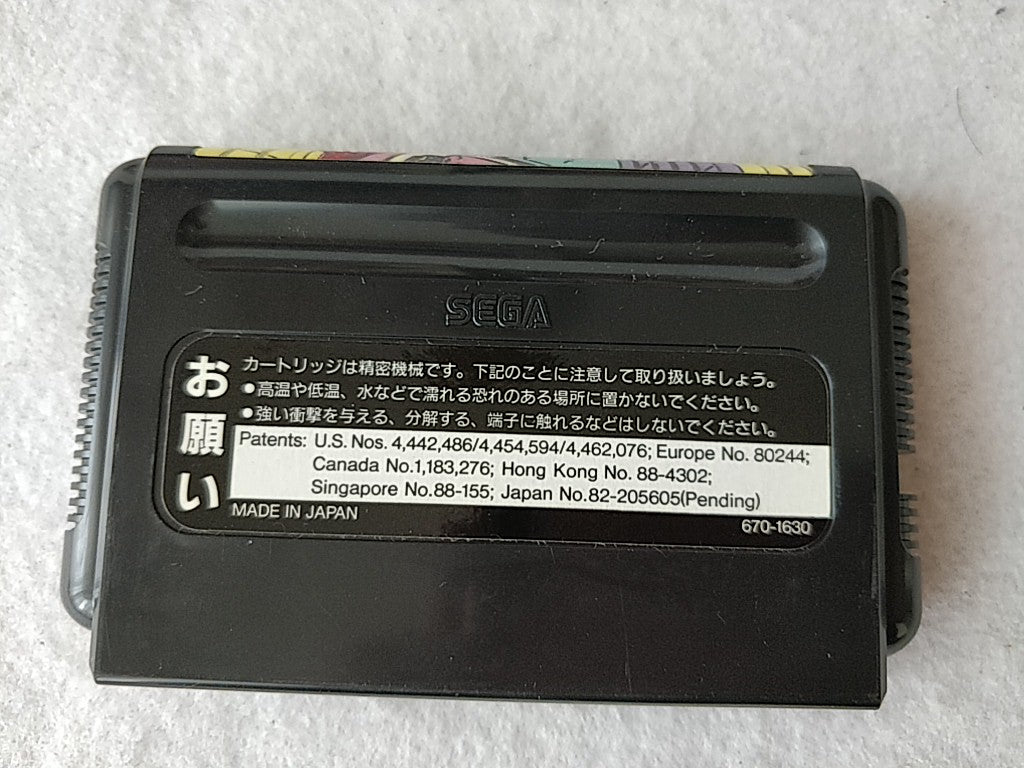 SEGA
お願い
カートリッジは精密機械です。下記のことに注意して取り扱いましょう。
●高温や低温、水などで濡れる恐れのある場所に置かないでください。
●強い衝撃を与える、分解する、端子に触れるなどはしないでください。
Patents: U.S. Nos. 4,442,486/4,454,594/4,462,076; Europe No. 80244;
Canada No.1,183,276; Hong Kong No. 88-4302;
Singapore No.88-155; Japan No.82-205605(Pending)
MADE IN JAPAN
670-1630